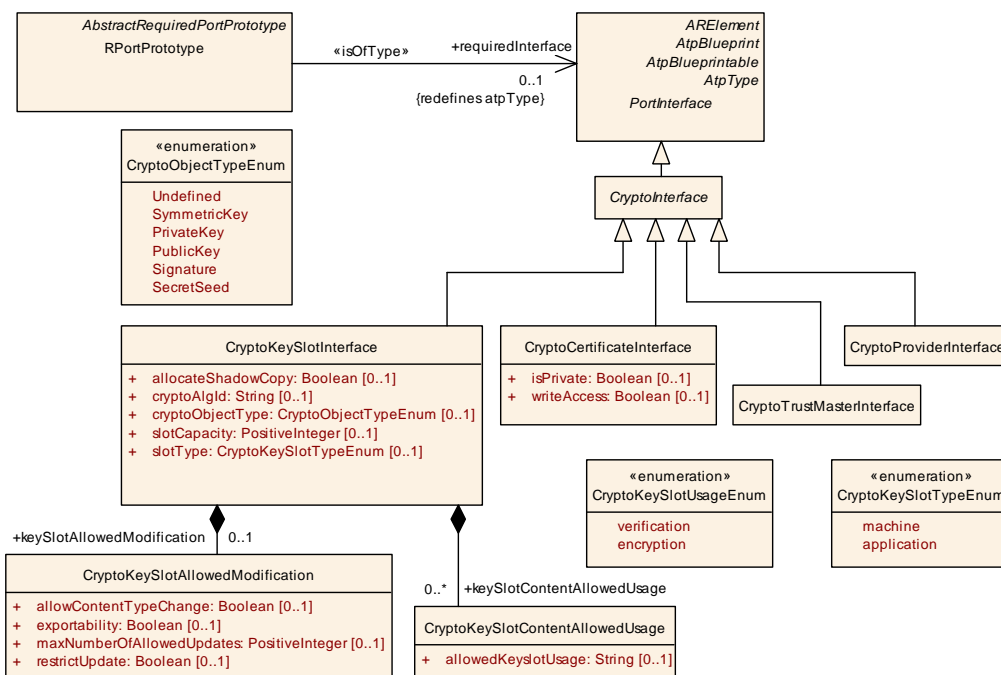 AbstractRequiredPortPrototype
RPortPrototype
«isOfType»
+requiredInterface
0..1
{redefines atpType}
ARElement
AtpBlueprint
AtpBlueprintable
AtpType
PortInterface
«enumeration»
CryptoObjectTypeEnum
Undefined
SymmetricKey
PrivateKey
PublicKey
Signature
SecretSeed
CryptoInterface
CryptoKeySlotInterface
+ allocateShadowCopy: Boolean [0..1]
+ cryptoAlgId: String [0..1]
+ cryptoObjectType: CryptoObjectTypeEnum [0..1]
+ slotCapacity: PositiveInteger [0..1]
+ slotType: CryptoKeySlotTypeEnum [0..1]
CryptoCertificateInterface
+ isPrivate: Boolean [0..1]
+ writeAccess: Boolean [0..1]
CryptoProviderInterface
CryptoTrustMasterInterface
«enumeration»
CryptoKeySlotUsageEnum
verification
encryption
«enumeration»
CryptoKeySlotTypeEnum
machine
application
+keySlotAllowedModification
0..1
CryptoKeySlotAllowedModification
+ allowContentTypeChange: Boolean [0..1]
+ exportability: Boolean [0..1]
+ maxNumberOfAllowedUpdates: PositiveInteger [0..1]
+ restrictUpdate: Boolean [0..1]
0..*
+keySlotContentAllowedUsage
CryptoKeySlotContentAllowedUsage
+ allowedKeyslotUsage: String [0..1]